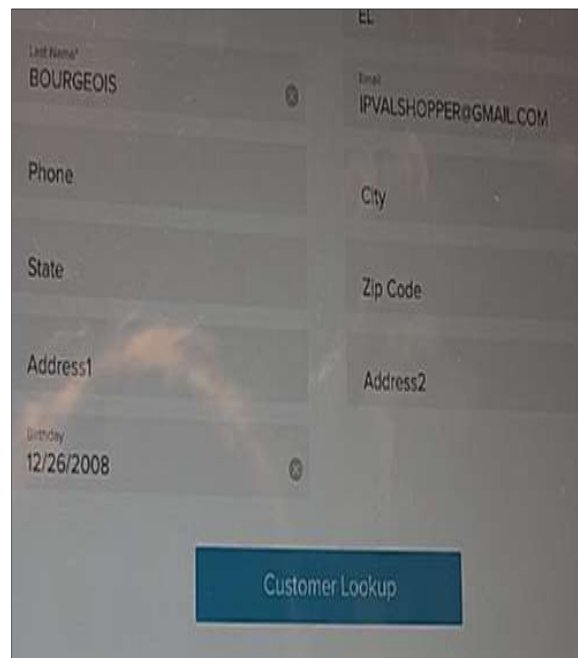 EL
Last Name*
BOURGEOIS
Email
IPVALSHOPPER@GMAIL.COM
Phone
City
State
Zip Code
Address1
Address2
Birthday
12/26/2008
Customer Lookup